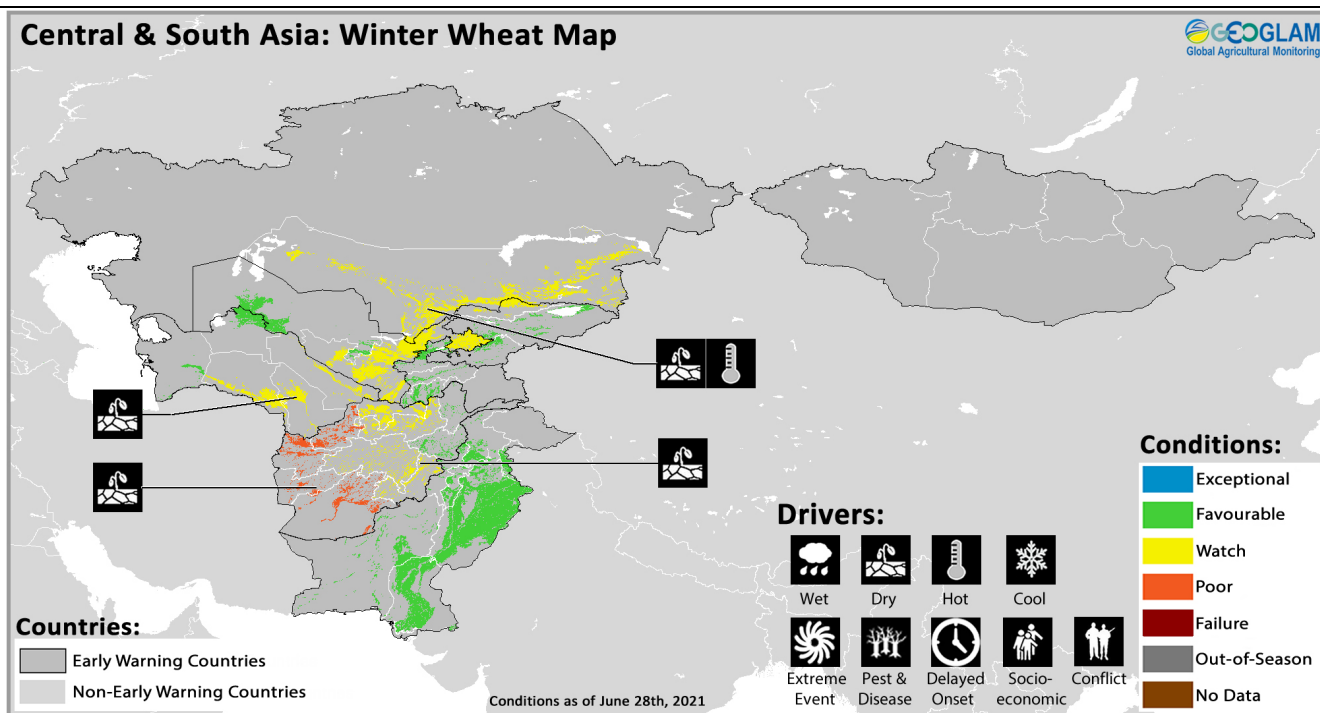 Central & South Asia: Winter Wheat Map
GEOGLAM
Global Agricultural Monitoring
Conditions:
Exceptional
Favourable
Watch
Poor
Failure
Out-of-Season
No Data
Drivers:
Wet
Dry
Hot
Cool
Extreme
Event
Pest &
Disease
Delayed
Onset
Socio-
economic
Conflict
Countries:
Early Warning Countries
Non-Early Warning Countries
Conditions as of June 28th, 2021